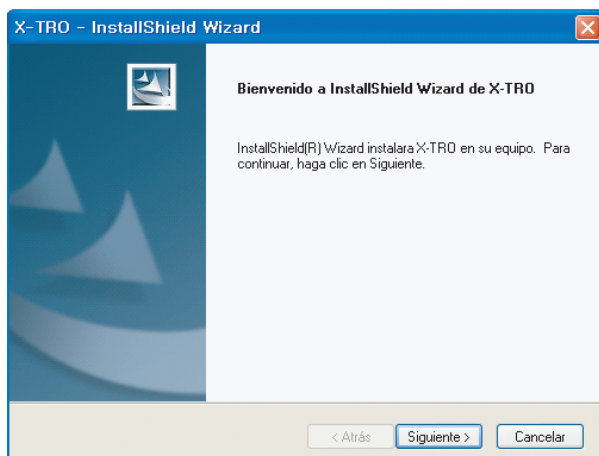 X-TRO - InstallShield Wizard
Bienvenido a InstallShield Wizard de X-TRO
InstallShield(R) Wizard instalara X-TRO en su equipo. Para
continuar, haga clic en Siguiente.
< Atrás
Siguiente >
Cancelar